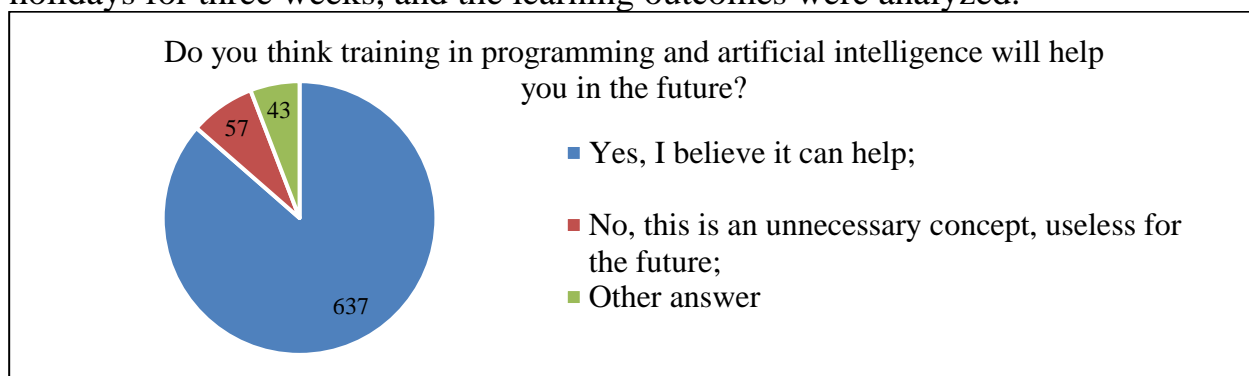 holidays for three weeks, and the learning outcomes were analyzed.
Do you think training in programming and artificial intelligence will help
you in the future?
43
57
Yes, I believe it can help;
No, this is an unnecessary concept, useless for
the future;
Other answer
637